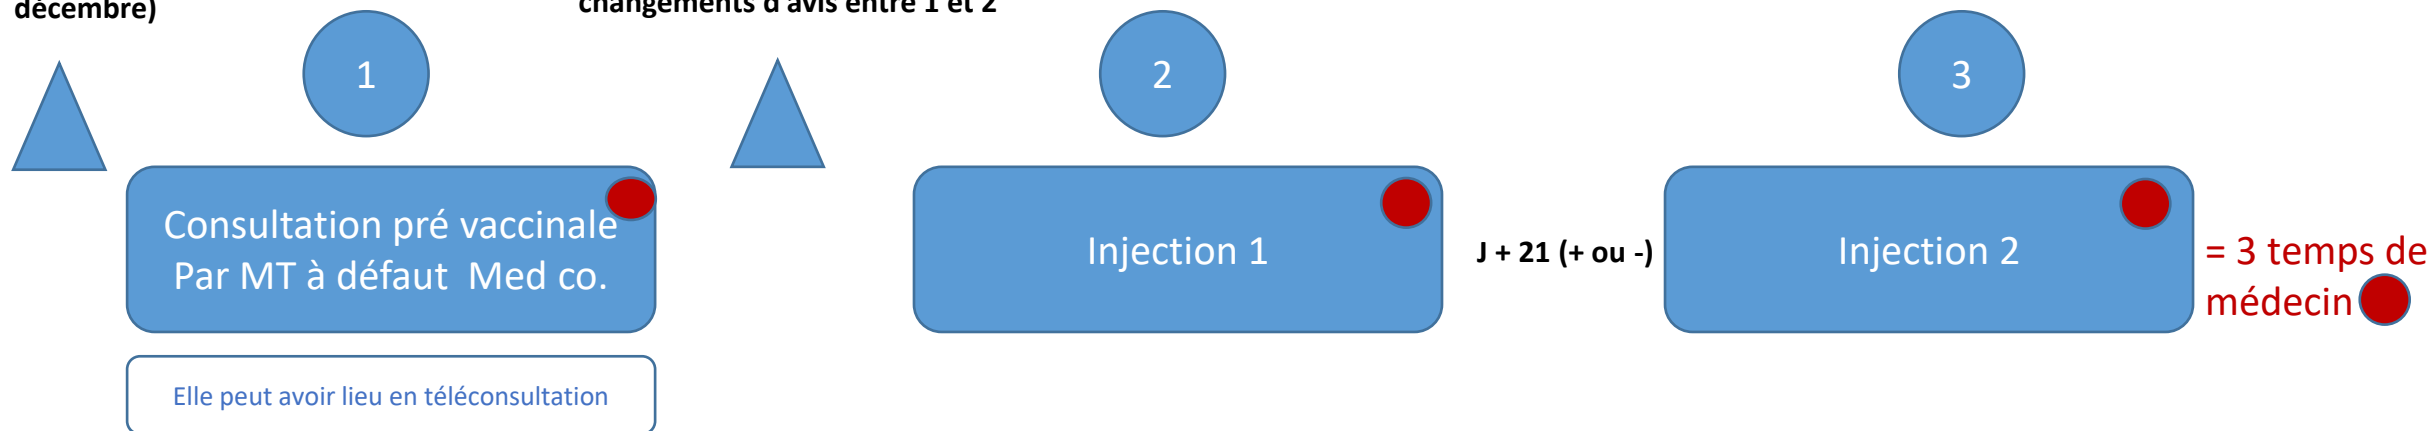 décembre)
changements d'avis entre 1 et 2
1
2
3
Consultation pré vaccinale
Par MT à défaut Med co.
Injection 1
J + 21 (+ ou -)
Injection 2
= 3 temps de
médecin
Elle peut avoir lieu en téléconsultation